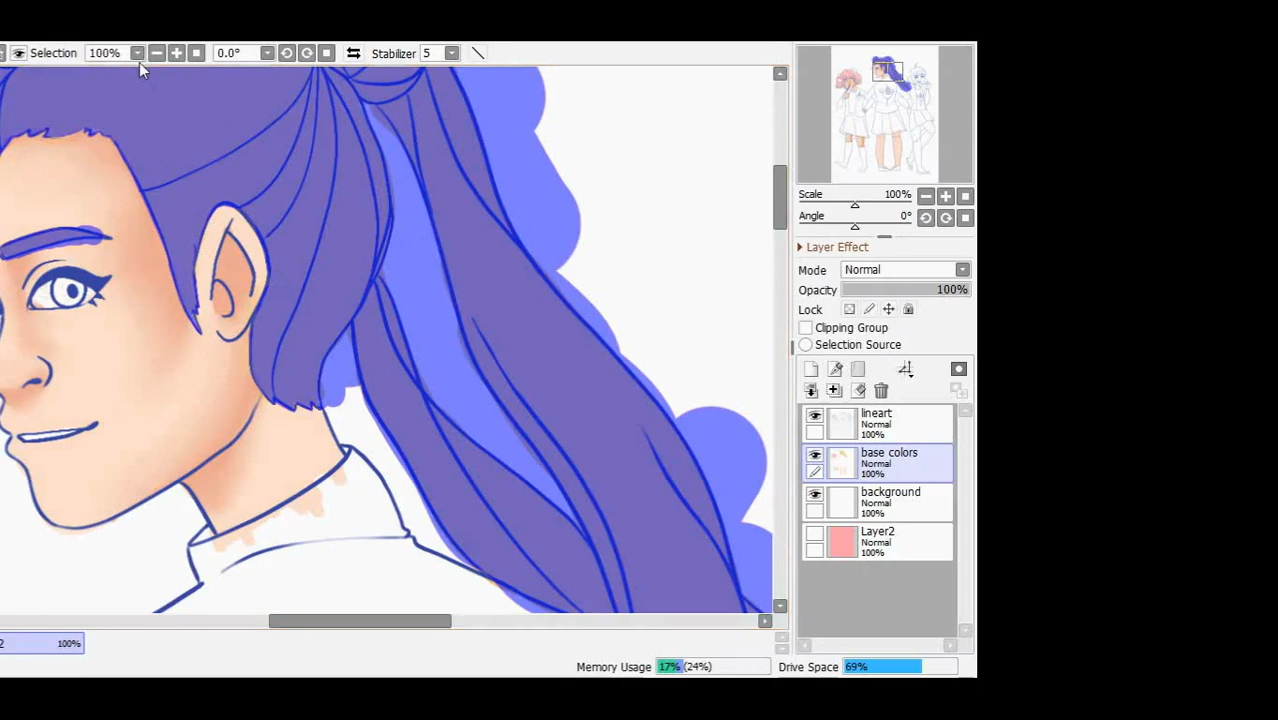 Selection 100% 0.0° Stabilizer 5
Scale 100%
Angle 0°
Layer Effect
Mode Normal
Opacity 100%
Lock
Clipping Group
Selection Source
lineart
Normal
100%
base colors
Normal
100%
background
Normal
100%
Layer2
Normal
100%
2 100%
Memory Usage 17% (24%) Drive Space 69%